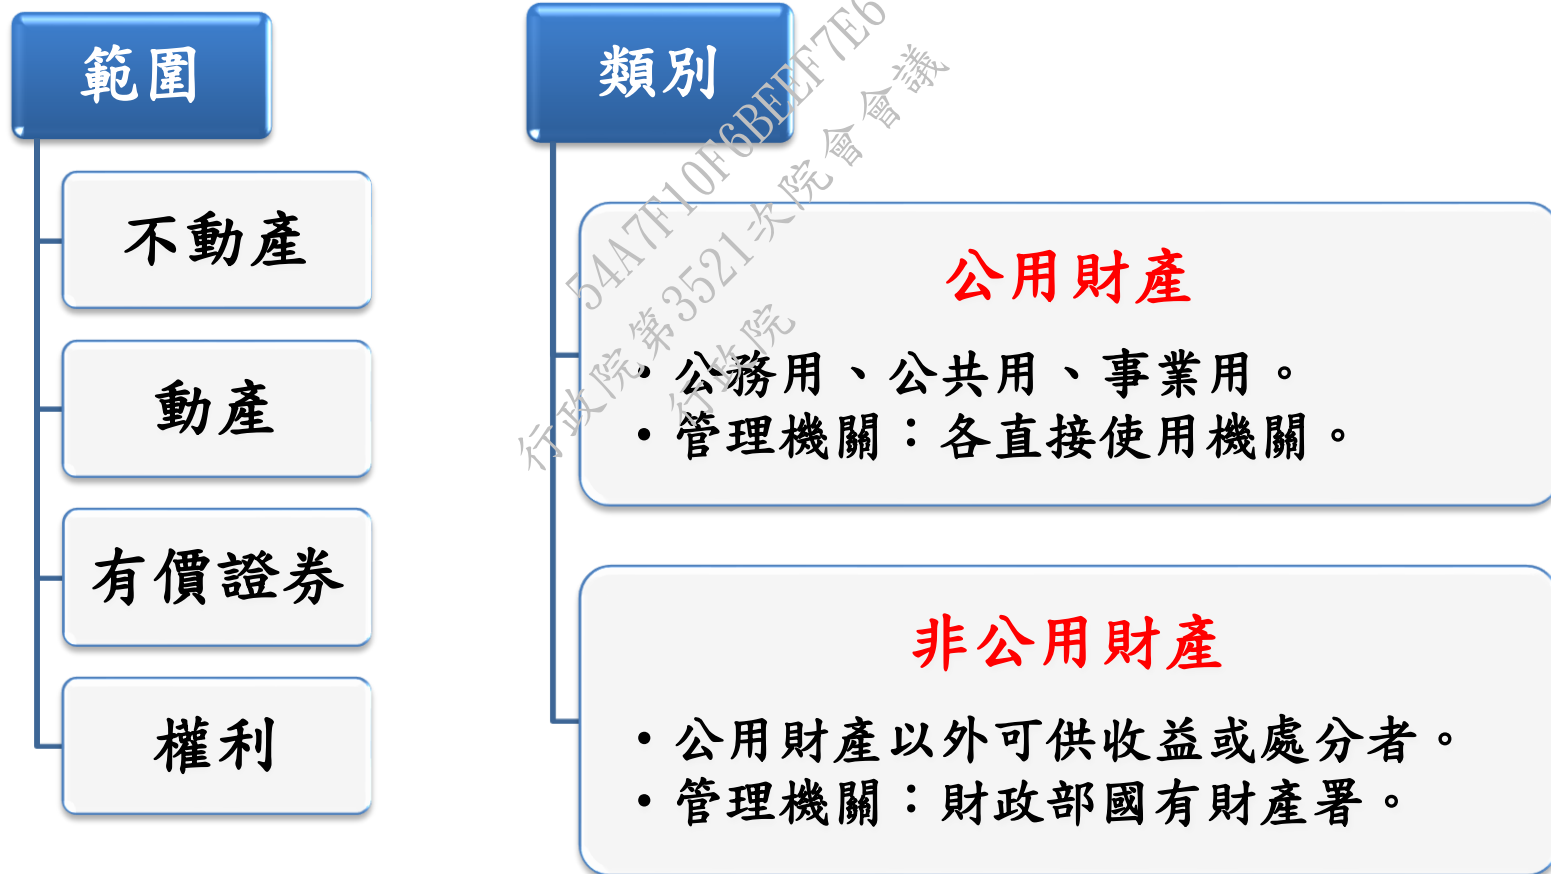 範圍
不動產
動產
有價證券
權利
類別
公用財產
• 公務用、公共用、事業用。
• 管理機關：各直接使用機關。
非公用財產
• 公用財產以外可供收益或處分者。
• 管理機關：財政部國有財產署。
54A7F10F6BEEF7E6
行政院第3521次院會會議
行政院